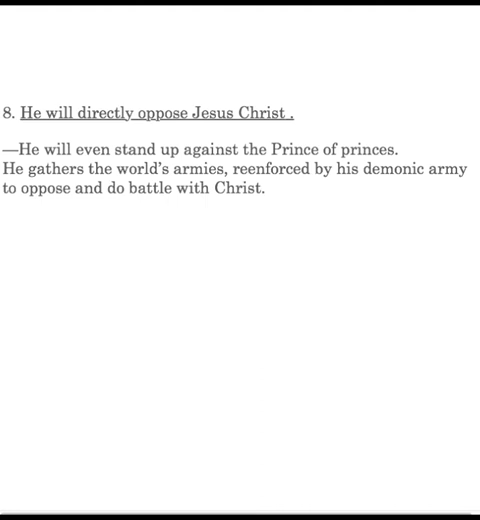 8. He will directly oppose Jesus Christ .
—He will even stand up against the Prince of princes.
He gathers the world's armies, reenforced by his demonic army
to oppose and do battle with Christ.